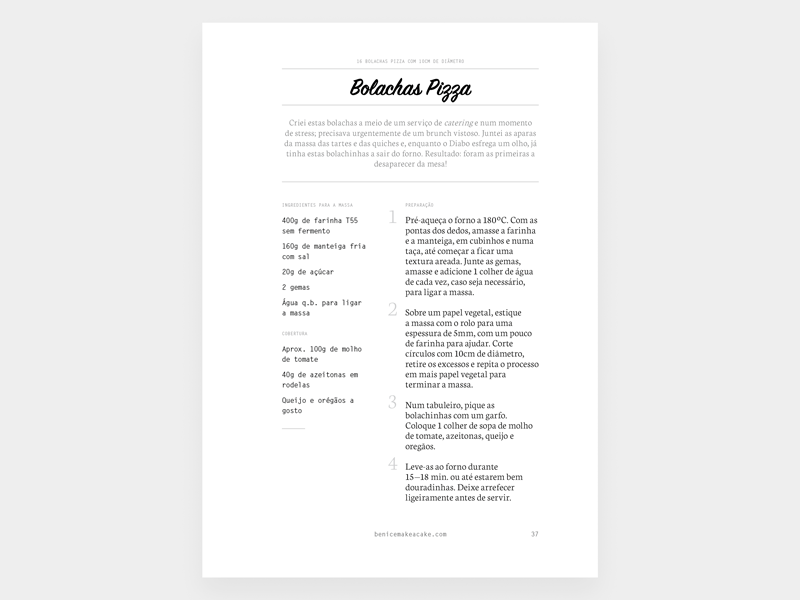 16 BOLACHAS PIZZA COM 10CM DE DIÂMETRO
Bolachas Pizza
Criei estas bolachas a meio de um serviço de catering e num momento
de stress; precisava urgentemente de um brunch vistoso. Juntei as aparas
da massa das tartes e das quiches e, enquanto o Diabo esfrega um olho, já
tinha estas bolachinhas a sair do forno. Resultado: foram as primeiras a
desaparecer da mesa!
INGREDIENTES PARA A MASSA
400g de farinha T55
sem fermento
160g de manteiga fria
com sal
20g de açúcar
2 gemas
Água q.b. para ligar
a massa
COBERTURA
Aprox. 100g de molho
de tomate
40g de azeitonas em
rodelas
Queijo e orégãos a
gosto
PREPARAÇÃO
1 Pré-aqueça o forno a 180ºC. Com as
pontas dos dedos, amasse a farinha
e a manteiga, em cubinhos e numa
taça, até começar a ficar uma
textura areada. Junte as gemas,
amasse e adicione 1 colher de água
de cada vez, caso seja necessário,
para ligar a massa.
2 Sobre um papel vegetal, estique
a massa com o rolo para uma
espessura de 5mm, com um pouco
de farinha para ajudar. Corte
círculos com 10cm de diâmetro,
retire os excessos e repita o processo
em mais papel vegetal para
terminar a massa.
3 Num tabuleiro, pique as
bolachinhas com um garfo.
Coloque 1 colher de sopa de molho
de tomate, azeitonas, queijo e
oregãos.
4 Leve-as ao forno durante
15—18 min. ou até estarem bem
douradinhas. Deixe arrefecer
ligeiramente antes de servir.
benicemakeacake.com
37